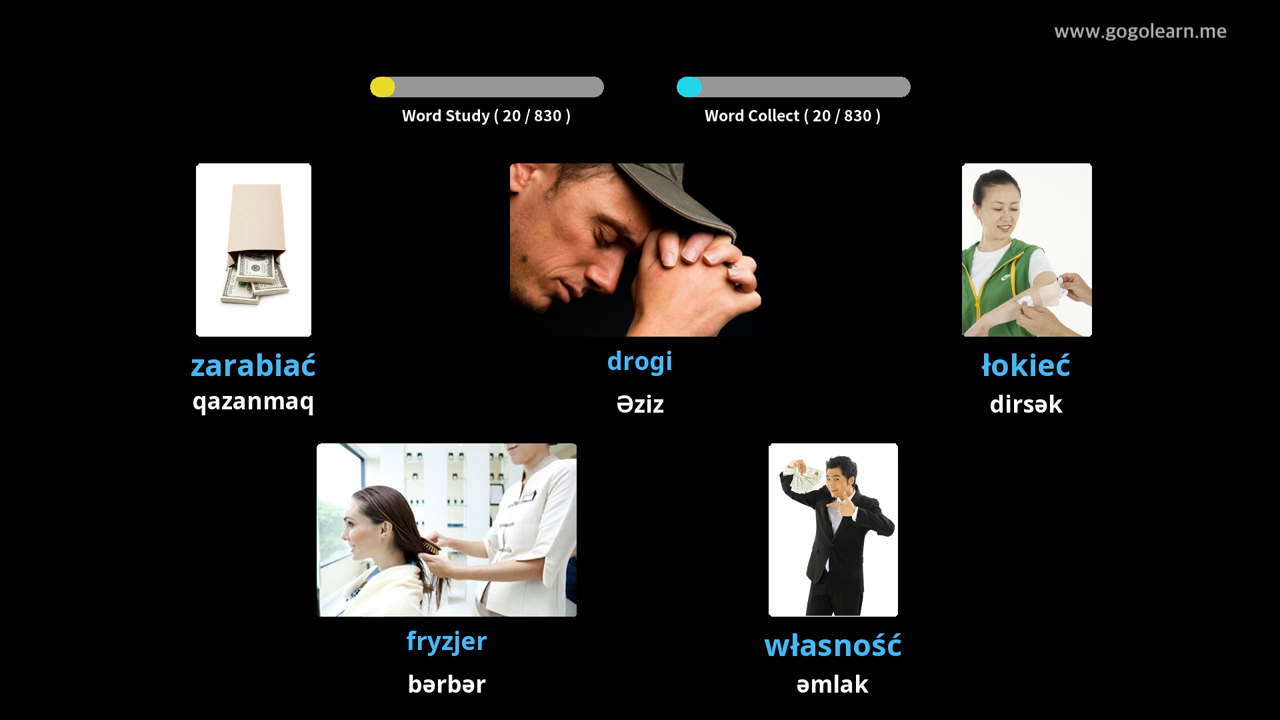 www.gogolearn.me
Word Study ( 20 / 830 )
Word Collect ( 20 / 830 )
zarabiać
qazanmaq
drogi
Əziz
łokieć
dirsək
fryzjer
bərbər
własność
əmlak